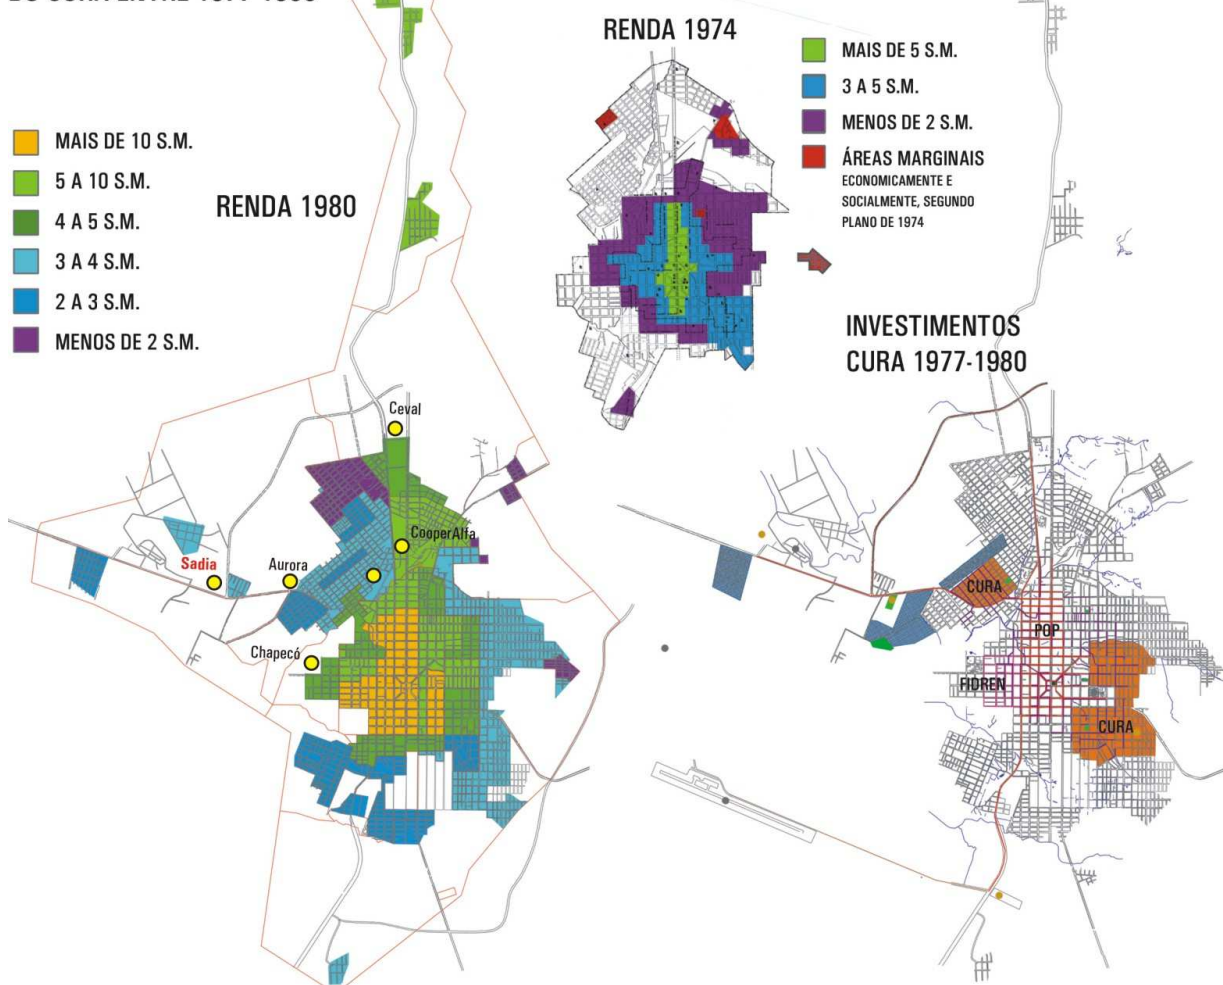 RENDA 1974
MAIS DE 5 S.M.
3 A 5 S.M.
MENOS DE 2 S.M.
ÁREAS MARGINAIS
ECONOMICAMENTE E
SOCIALMENTE, SEGUNDO
PLANO DE 1974
MAIS DE 10 S.M.
5 A 10 S.M.
4 A 5 S.M.
3 A 4 S.M.
2 A 3 S.M.
MENOS DE 2 S.M.
RENDA 1980
INVESTIMENTOS
CURA 1977-1980
Ceval
CooperAlfa
Sadia
Aurora
Chapecó
CURA
POP
FIDREN
CURA